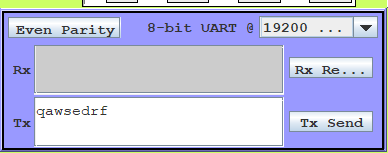 Even Parity 8-bit UART @ 19200 ...
Rx Rx Re...
qawsedrf
Tx Tx Send